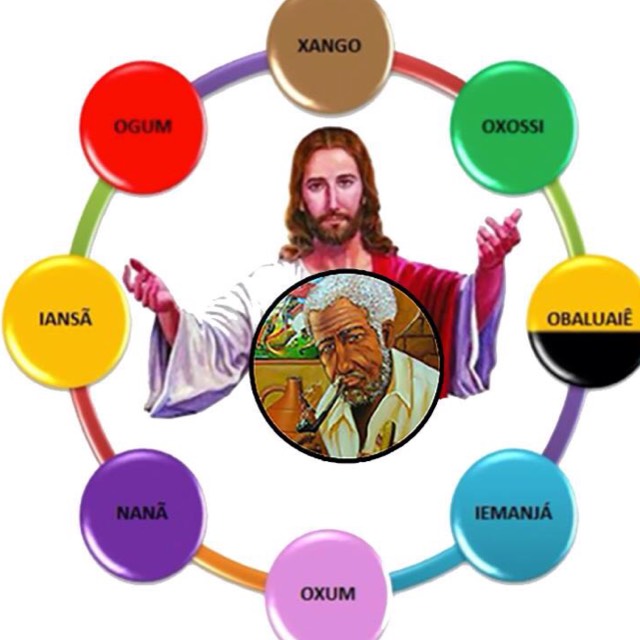 XANGO
OGUM
OXOSSI
IANSÃ
OBALUAIÊ
NANÃ
IEMANJÁ
OXUM